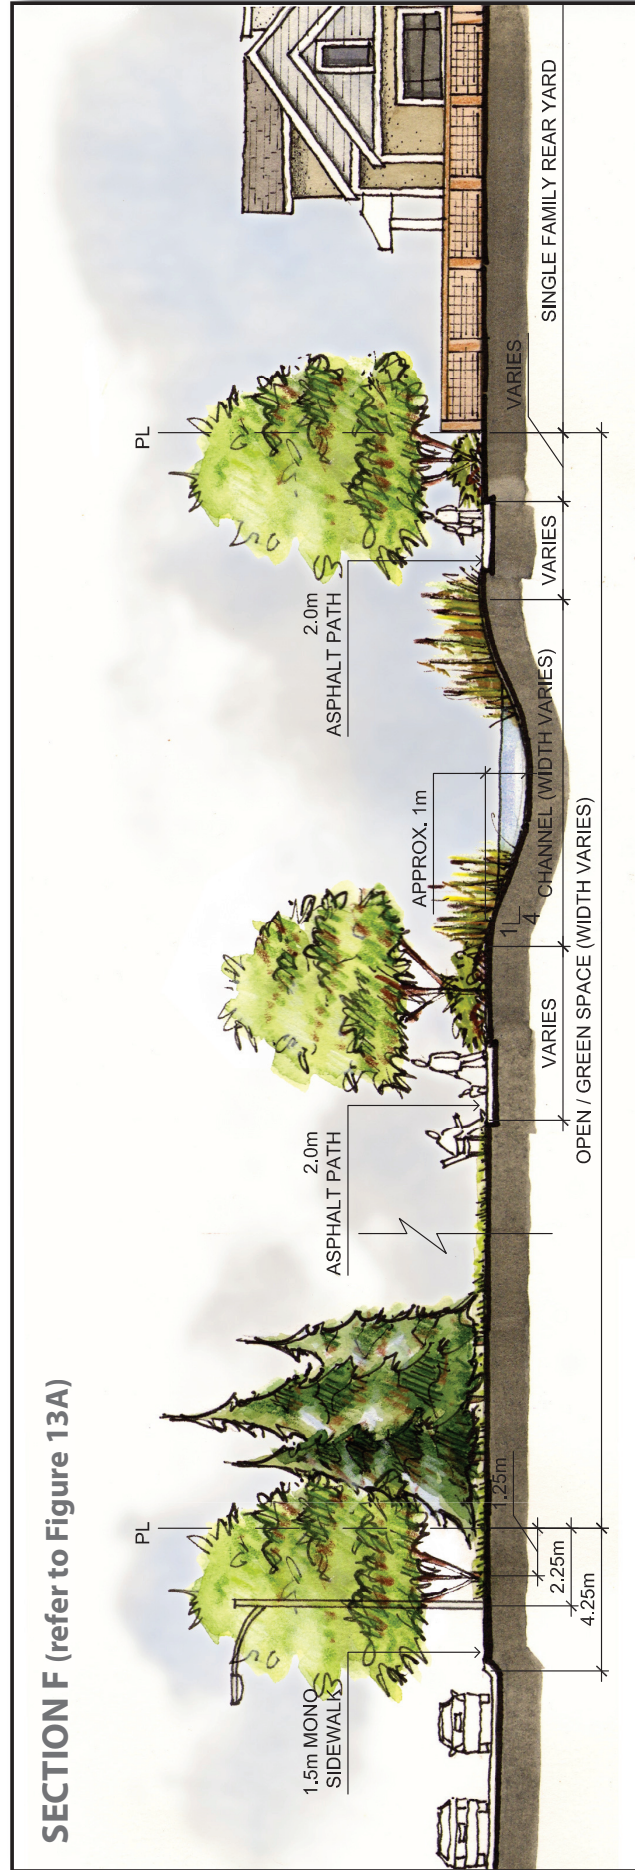 SECTION F (refer to Figure 13A)
PL
PL
1.5m MONO
SIDEWALK
2.0m
ASPHALT PATH
2.0m
ASPHALT PATH
APPROX. 1m
1
4
1.25m
2.25m
4.25m
VARIES
CHANNEL (WIDTH VARIES)
VARIES
VARIES
SINGLE FAMILY REAR YARD
OPEN / GREEN SPACE (WIDTH VARIES)